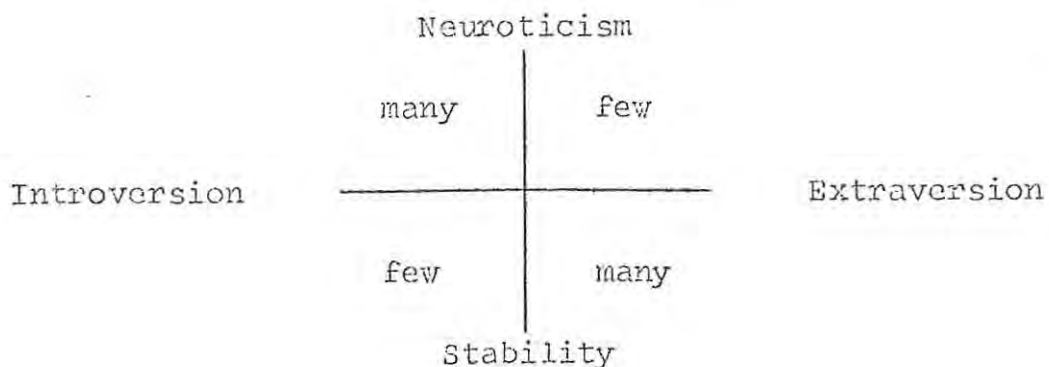 Neuroticism
many few
Introversion Extraversion
few many
Stability